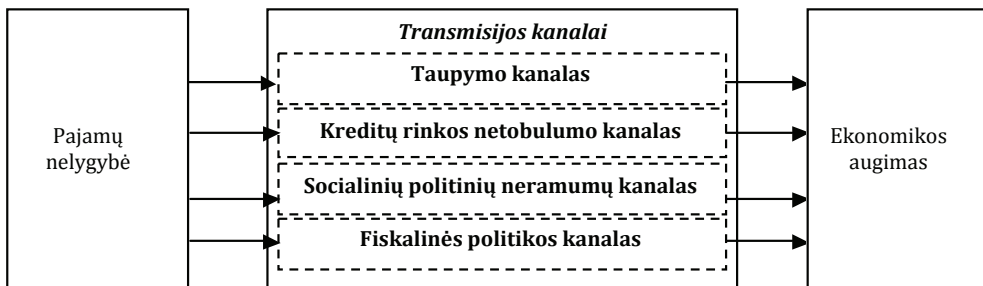 Transmisijos kanalai
Taupymo kanalas
Kreditų rinkos netobulumo kanalas
Socialinių politinių neramumų kanalas
Fiskalinės politikos kanalas
Pajamų
nelygybė
Ekonomikos
augimas